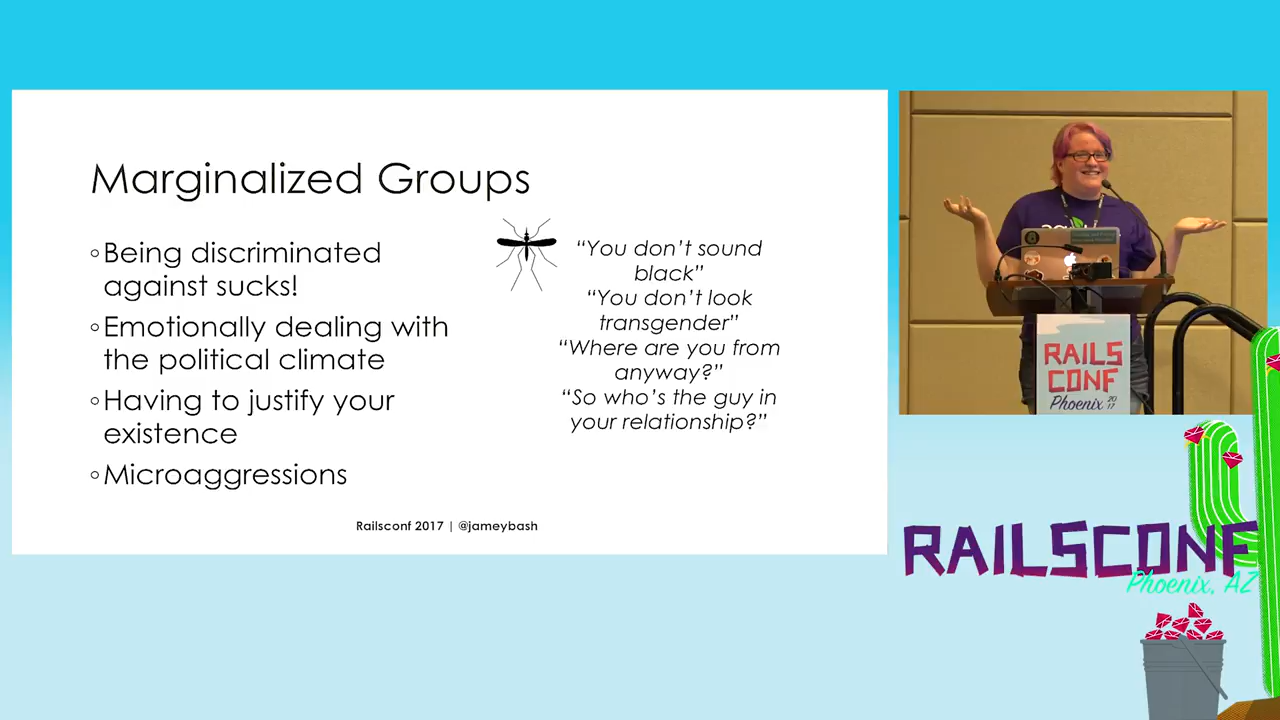 Marginalized Groups
◦Being discriminated
against sucks!
◦Emotionally dealing with
the political climate
◦Having to justify your
existence
◦Microaggressions
“You don’t sound
black”
“You don’t look
transgender”
“Where are you from
anyway?”
“So who’s the guy in
your relationship?”
Railsconf 2017 | @jameybash
RAILS
CONF
Phoenix 2017
RAILSCONF
Phoenix, AZ